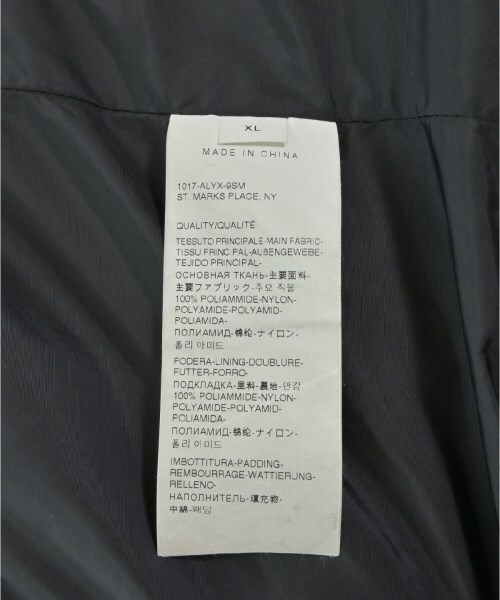 XL
MADE IN CHINA
1017-ALYX-9SM
ST. MARKS PLACE, NY
QUALITY/QUALITÉ
TESSUTO PRINCIPALE-MAIN FABRIC-
TISSU PRINCIPAL-AUßENGEWEBE-
TEJIDO PRINCIPAL-
ОСНОВНАЯ ТКАНЬ-主要面料-
主要ファブリック-주요 직물
100% POLIAMMIDE-NYLON-
POLYAMIDE-POLYAMID-
POLIAMIDA-
ПОЛИАМИД-锦纶-ナイロン-
폴리 아미드
FODERA-LINING-DOUBLURE-
FUTTER-FORRO-
ПОДКЛАДКА-里料-裏地-안감
100% POLIAMMIDE-NYLON-
POLYAMIDE-POLYAMID-
POLIAMIDA-
ПОЛИАМИД-锦纶-ナイロン-
폴리 아미드
IMBOTTITURA-PADDING-
REMBOURRAGE-WATTIERUNG-
RELLENO-
НАПОЛНИТЕЛЬ-填充物-
中綿-패딩